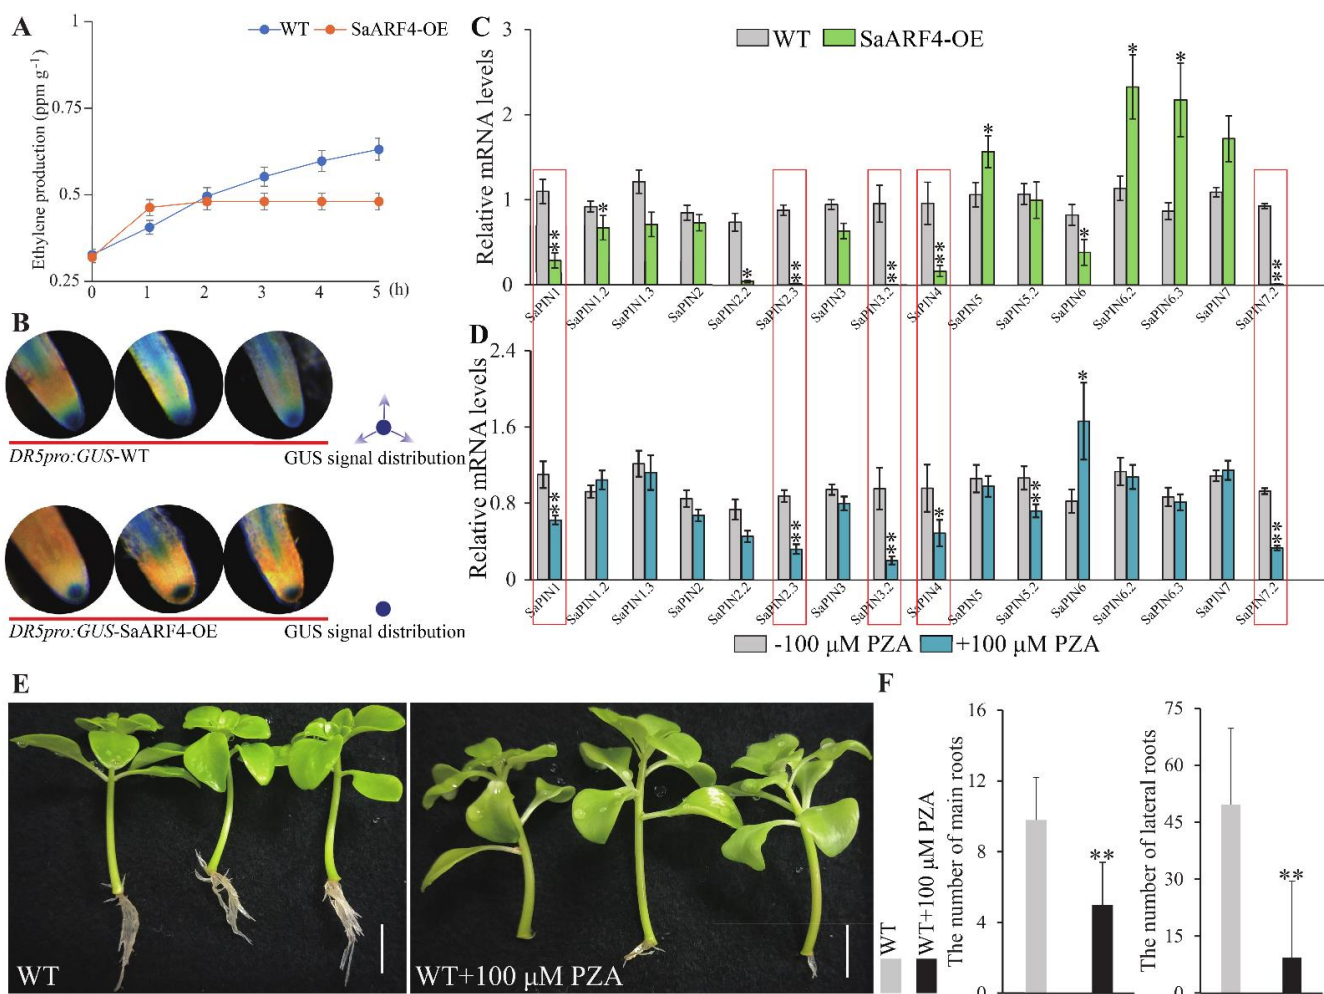 A
WT SaARF4-OE
Ethylene production (ppm g⁻¹)
1
0.75
0.5
0.25
0 1 2 3 4 5 (h)
B
DR5pro:GUS-WT
GUS signal distribution
DR5pro:GUS-SaARF4-OE
GUS signal distribution
C
WT SaARF4-OE
Relative mRNA levels
3
2
1
0
** * * ** ** ** * * * * **
SaPIN1 SaPIN1.2 SaPIN1.3 SaPIN2 SaPIN2.2 SaPIN2.3 SaPIN3 SaPIN3.2 SaPIN4 SaPIN5 SaPIN5.2 SaPIN6 SaPIN6.2 SaPIN6.3 SaPIN7 SaPIN7.2
D
Relative mRNA levels
2.4
1.6
0.8
0
** ** ** * ** * **
SaPIN1 SaPIN1.2 SaPIN1.3 SaPIN2 SaPIN2.2 SaPIN2.3 SaPIN3 SaPIN3.2 SaPIN4 SaPIN5 SaPIN5.2 SaPIN6 SaPIN6.2 SaPIN6.3 SaPIN7 SaPIN7.2
-100 μM PZA +100 μM PZA
E
WT
WT+100 μM PZA
F
WT
WT+100 μM PZA
The number of main roots
16
12
8
4
0
**
The number of lateral roots
75
60
45
30
15
0
**